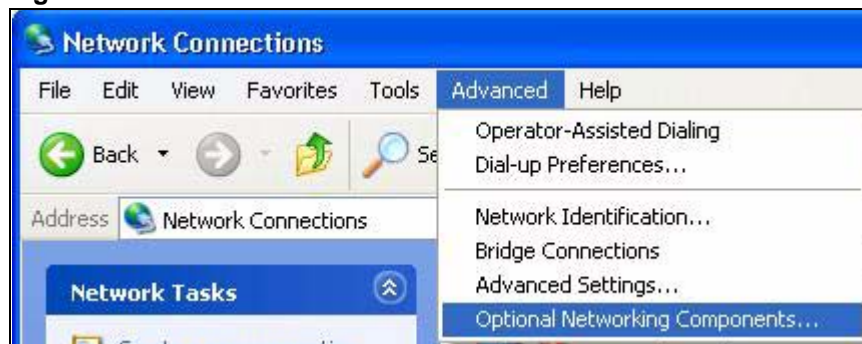 Network Connections
File Edit View Favorites Tools Advanced Help
Operator-Assisted Dialing
Back
Dial-up Preferences...
Address Network Connections
Network Identification...
Bridge Connections
Advanced Settings...
Network Tasks
Optional Networking Components...